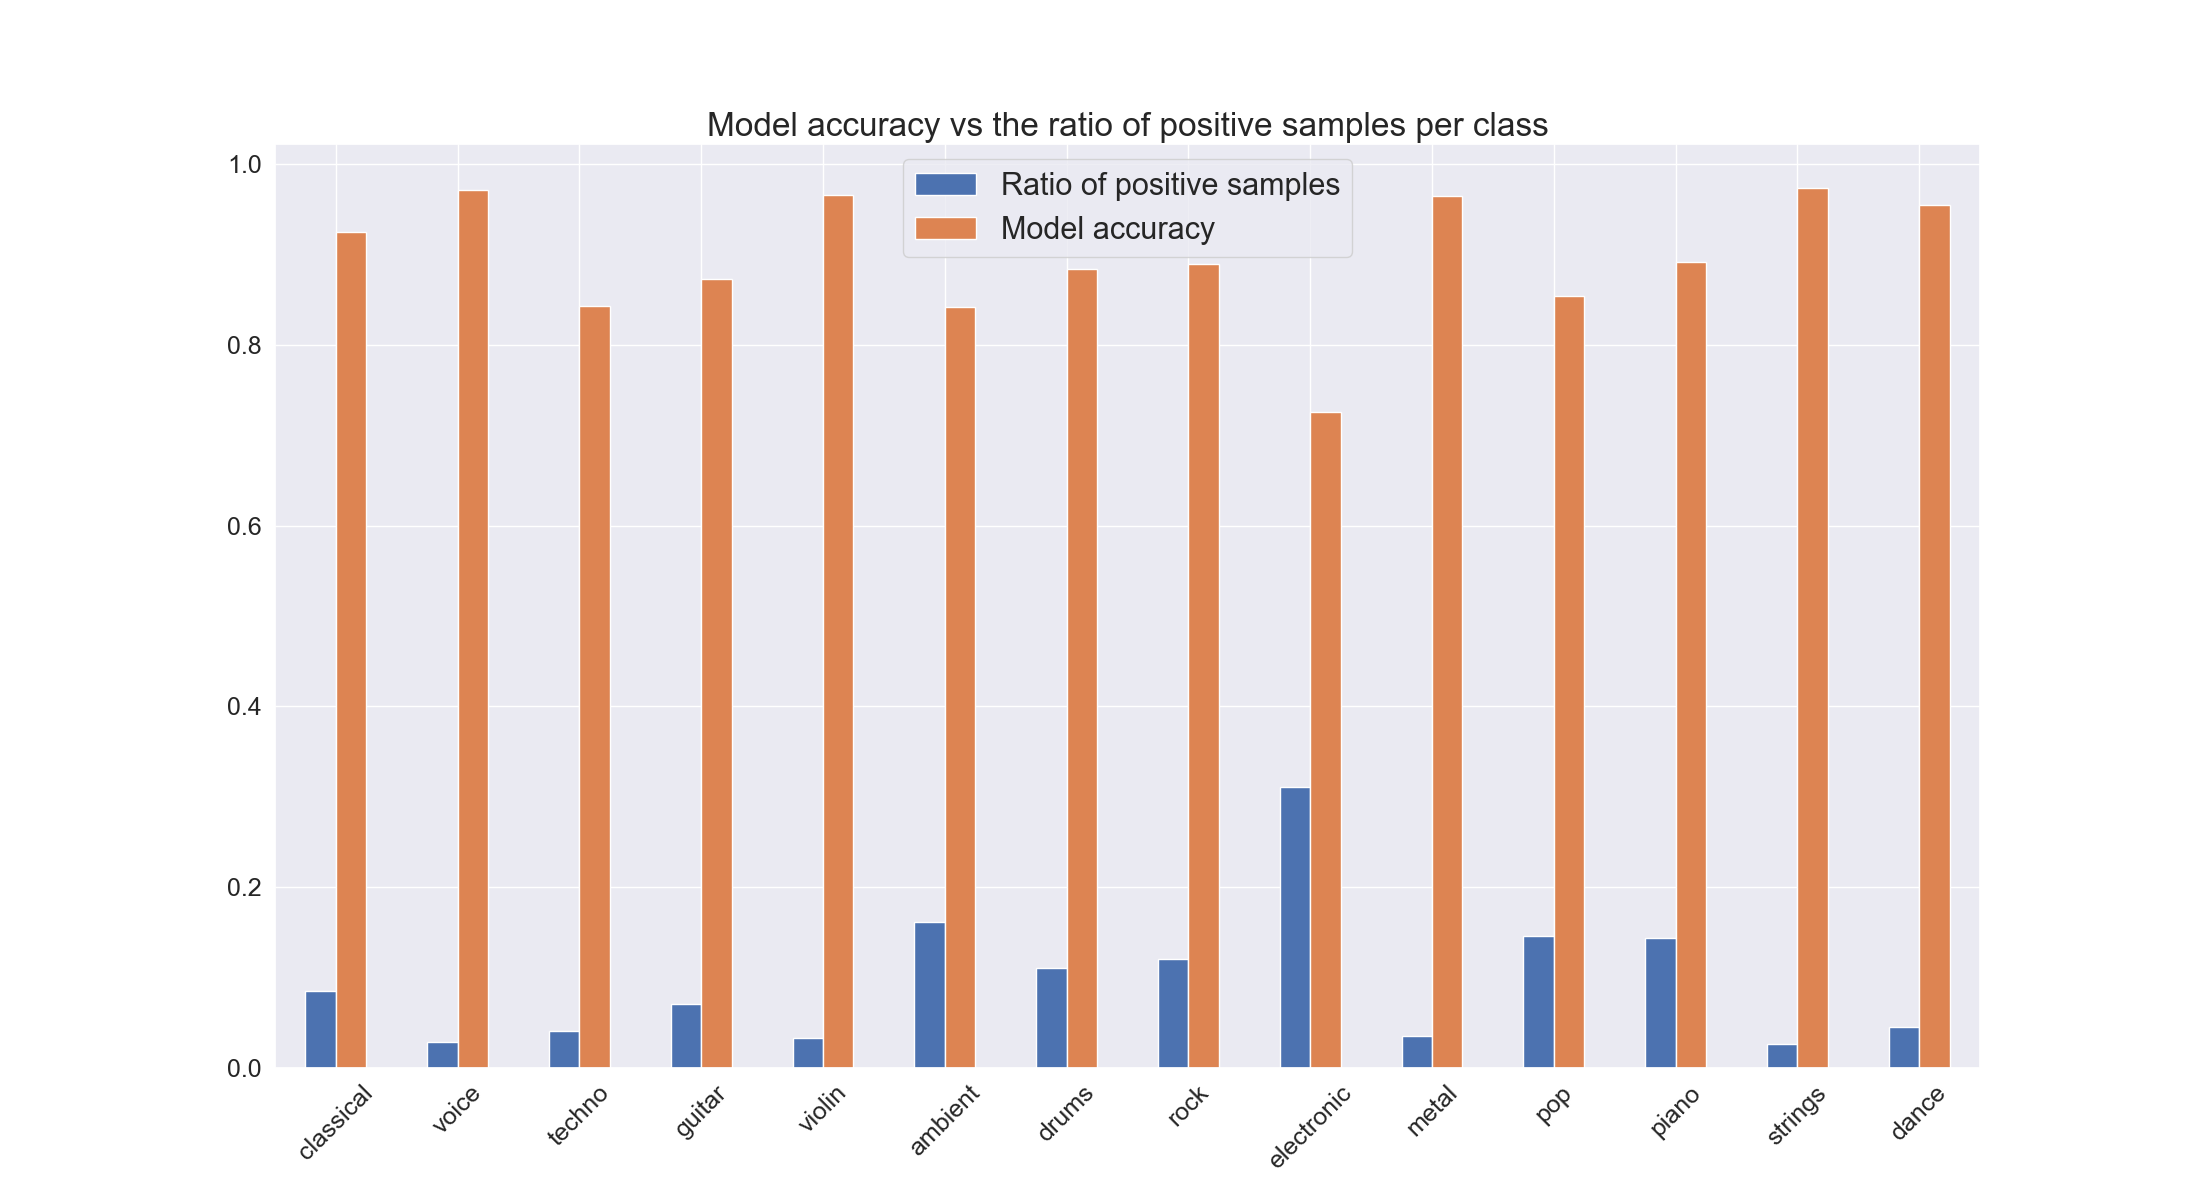 Model accuracy vs the ratio of positive samples per class
Ratio of positive samples
Model accuracy
1.0
0.8
0.6
0.4
0.2
0.0
classical
voice
techno
guitar
violin
ambient
drums
rock
electronic
metal
pop
piano
strings
dance